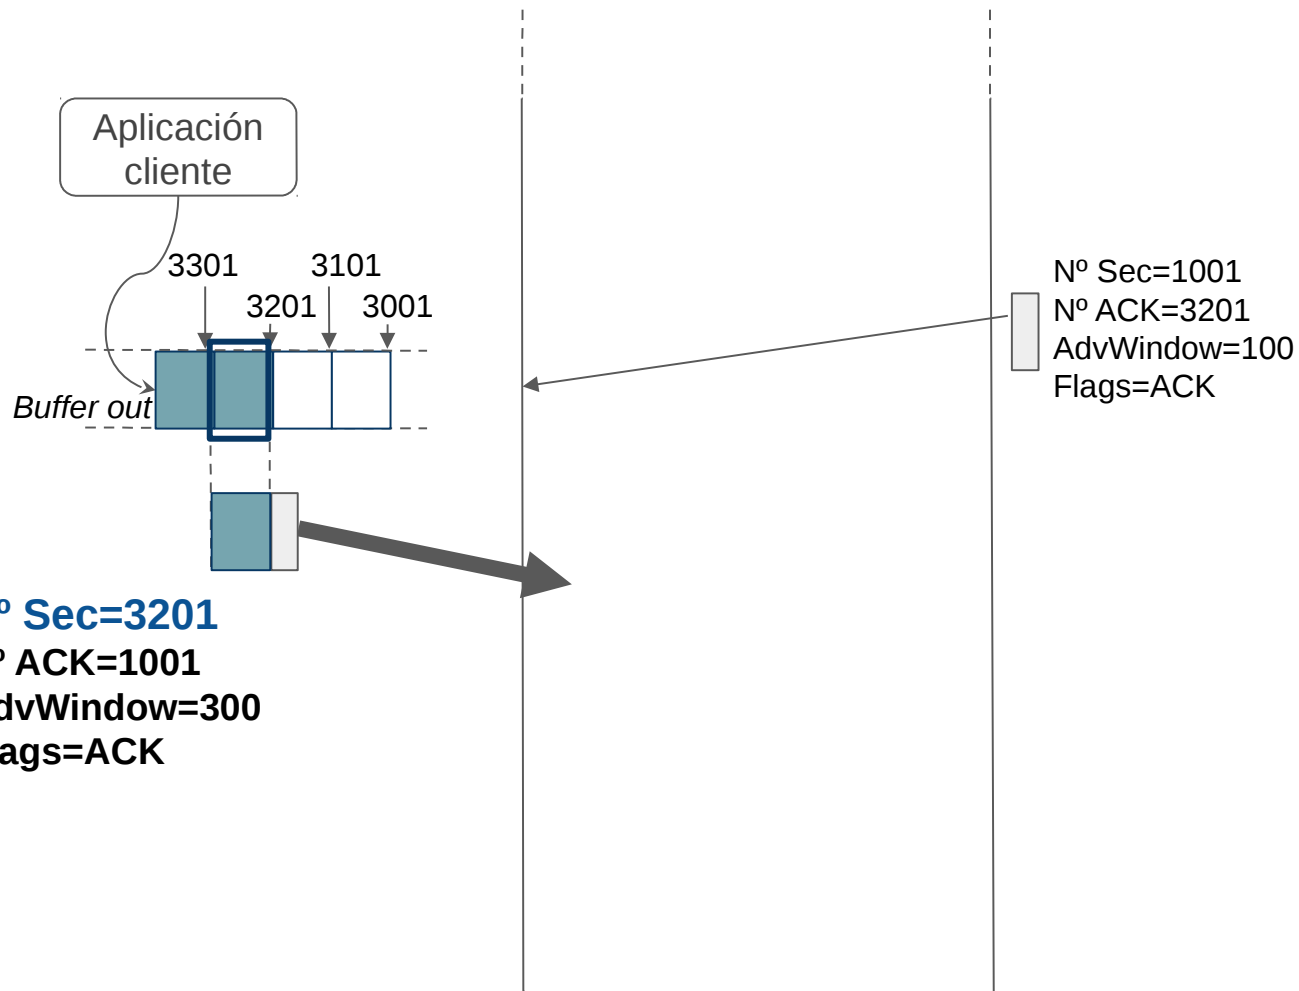 Aplicación
cliente
3301
3101
3201
3001
Buffer out
Nº Sec=1001
Nº ACK=3201
AdvWindow=100
Flags=ACK
º Sec=3201
º ACK=1001
dvWindow=300
ags=ACK